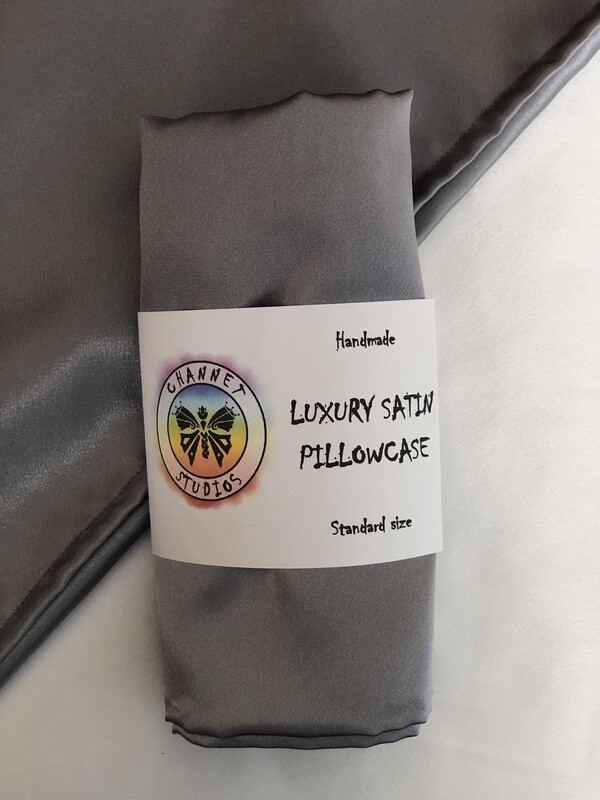 CHANNET
STUDIOS
Handmade
LUXURY SATIN
PILLOWCASE
Standard size